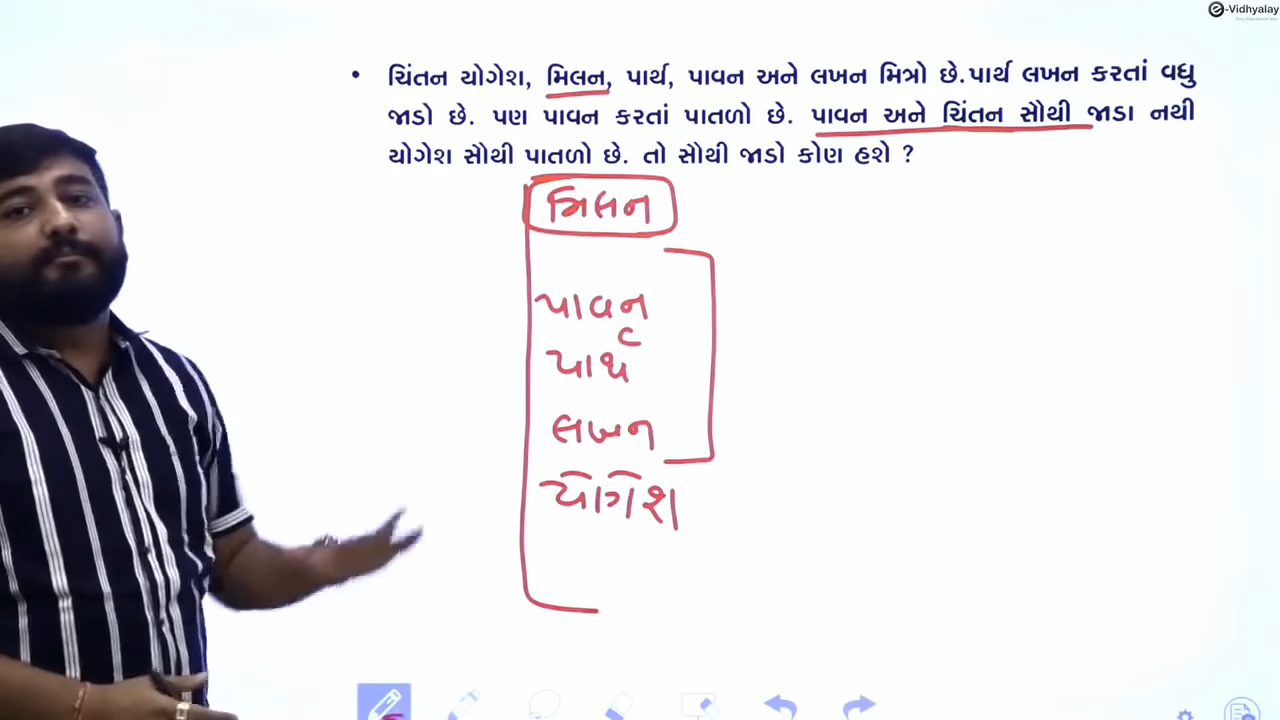 e-Vidhyalay
• ચિંતન યોગેશ, મિલન, પાર્થ, પાવન અને લખન મિત્રો છે.પાર્થ લખન કરતાં વધુ
જાડો છે. પણ પાવન કરતાં પાતળો છે. પાવન અને ચિંતન સૌથી જાડા નથી
યોગેશ સૌથી પાતળો છે. તો સૌથી જાડો કોણ હશે ?
મિલન
પાવન
પાર્થ
લખન
યોગેશ